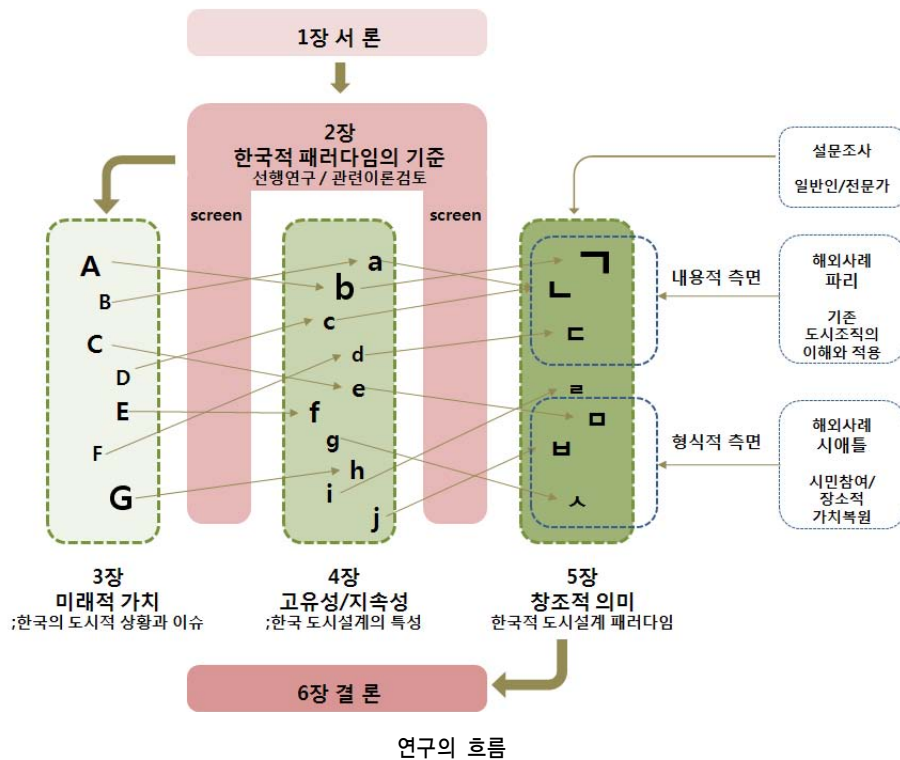 1장 서 론
2장
한국적 패러다임의 기준
선행연구 / 관련이론검토
screen
screen
설문조사
일반인/전문가
A
B
C
D
E
F
G
a
b
c
d
e
f
g
h
i
j
ㄱ
ㄴ
ㄷ
ㄹ
ㅁ
ㅂ
ㅅ
내용적 측면
형식적 측면
해외사례
파리
기존
도시조직의
이해와 적용
해외사례
시애틀
시민참여/
장소적
가치복원
3장
미래적 가치
;한국의 도시적 상황과 이슈
4장
고유성/지속성
;한국 도시설계의 특성
5장
창조적 의미
한국적 도시설계 패러다임
6장 결 론
연구의 흐름